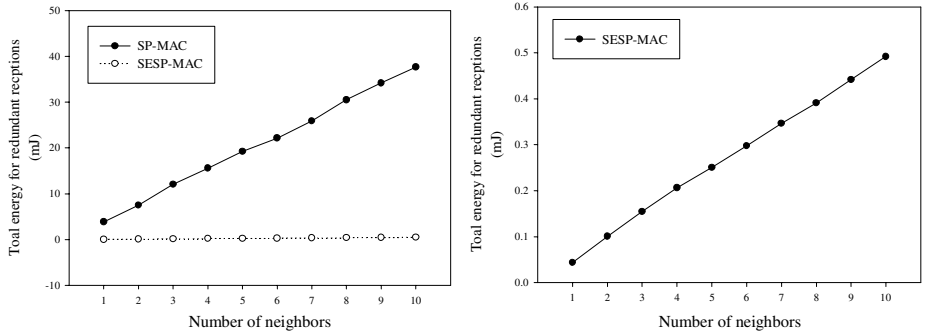 50
40
30
20
10
0
-10
Toal energy for redundant recptions
(mJ)
SP-MAC
SESP-MAC
1 2 3 4 5 6 7 8 9 10
Number of neighbors
0.6
0.5
0.4
0.3
0.2
0.1
0.0
Toal energy for redundant recptions
(mJ)
SESP-MAC
1 2 3 4 5 6 7 8 9 10
Number of neighbors